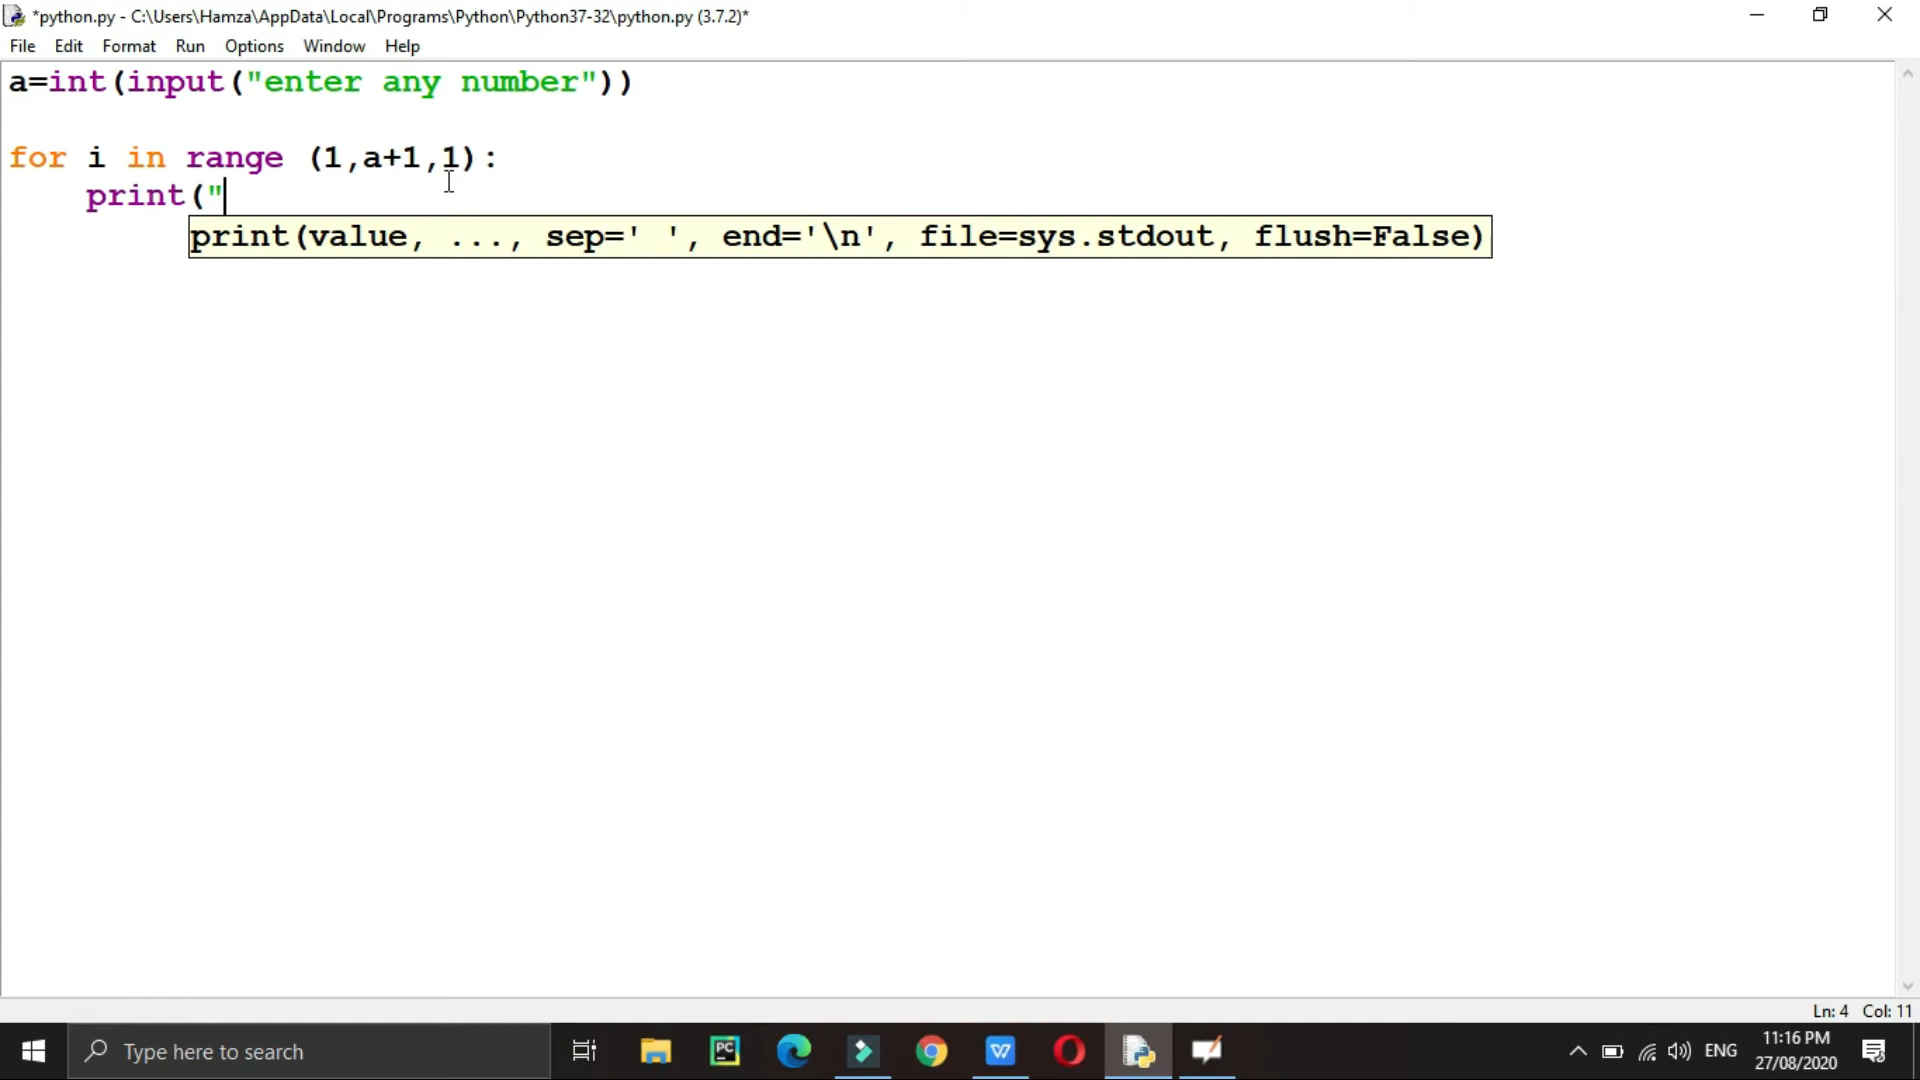 *python.py - C:\Users\Hamza\AppData\Local\Programs\Python\Python37-32\python.py (3.7.2)*
File Edit Format Run Options Window Help
a=int(input("enter any number"))
for i in range (1,a+1,1):
print("
print(value, ..., sep=' ', end='\n', file=sys.stdout, flush=False)
Ln: 4 Col: 11
Type here to search
PC
W
ENG
11:16 PM
27/08/2020